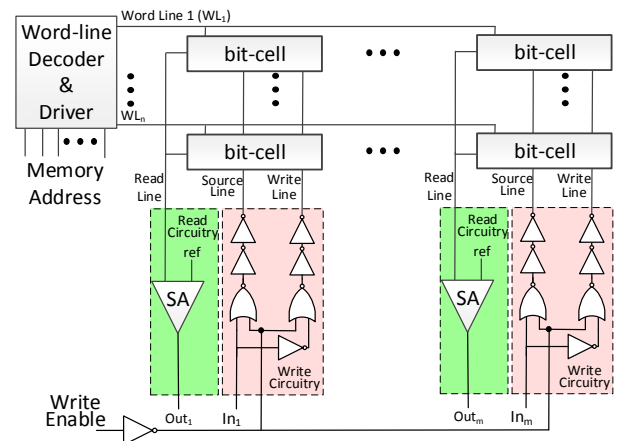 Word Line 1 (WL1)
Word-line
Decoder
&
Driver
bit-cell
bit-cell
WLn
bit-cell
bit-cell
Memory
Address
Read
Line
Source
Line
Write
Line
Read
Line
Source
Line
Write
Line
Read
Circuitry
ref
SA
Write
Circuitry
Read
Circuitry
ref
SA
Write
Circuitry
Write
Enable
Out1
In1
Outm
Inm